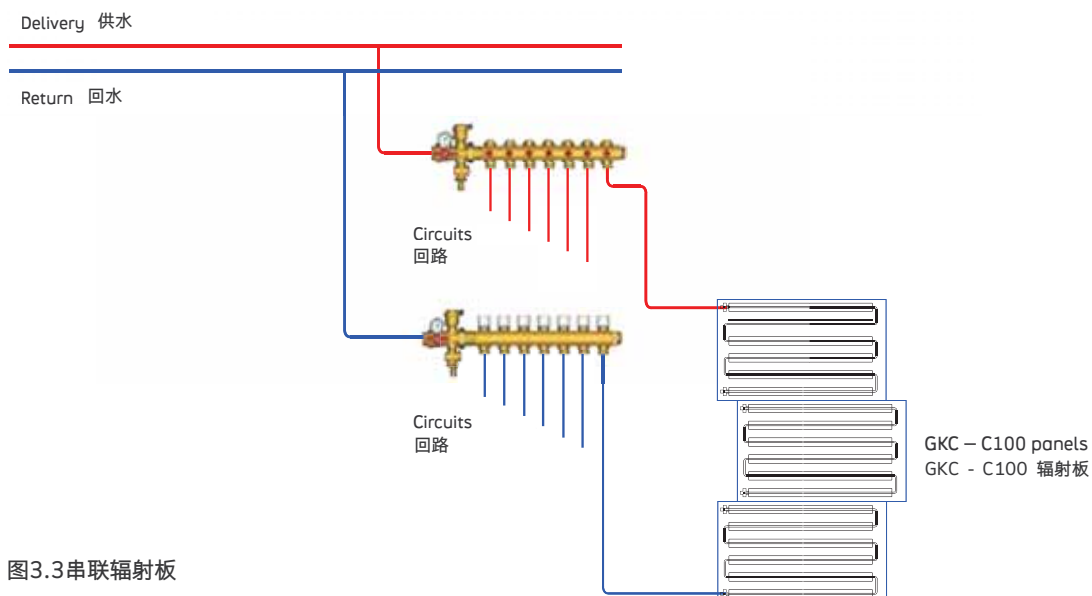 Delivery 供水
Return 回水
Circuits
回路
Circuits
回路
GKC – C100 panels
GKC - C100 辐射板
图3.3串联辐射板